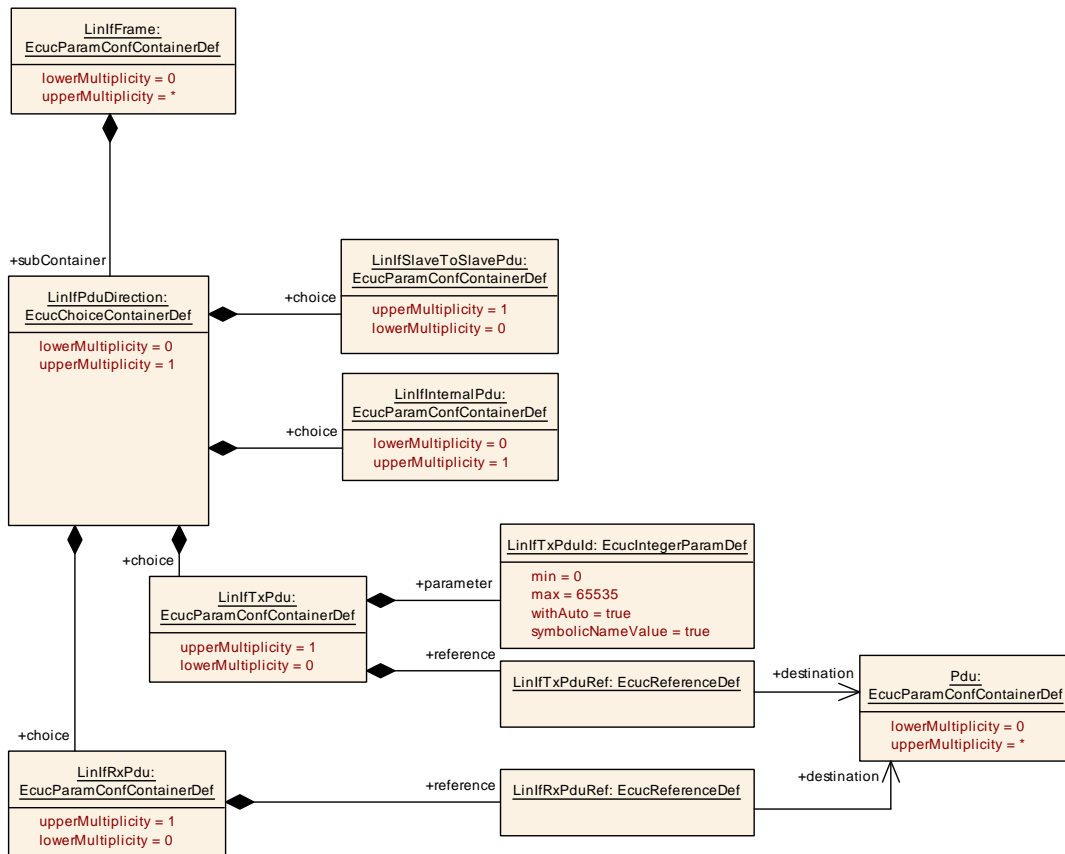 LinIfFrame:
EcucParamConfContainerDef
lowerMultiplicity = 0
upperMultiplicity = *
+subContainer
LinIfPduDirection:
EcucChoiceContainerDef
lowerMultiplicity = 0
upperMultiplicity = 1
+choice
LinIfSlaveToSlavePdu:
EcucParamConfContainerDef
upperMultiplicity = 1
lowerMultiplicity = 0
+choice
LinIfInternalPdu:
EcucParamConfContainerDef
lowerMultiplicity = 0
upperMultiplicity = 1
+choice
LinIfTxPdu:
EcucParamConfContainerDef
upperMultiplicity = 1
lowerMultiplicity = 0
+parameter
LinIfTxPduId: EcucIntegerParamDef
min = 0
max = 65535
withAuto = true
symbolicNameValue = true
+reference
LinIfTxPduRef: EcucReferenceDef
+destination
Pdu:
EcucParamConfContainerDef
lowerMultiplicity = 0
upperMultiplicity = *
+choice
LinIfRxPdu:
EcucParamConfContainerDef
upperMultiplicity = 1
lowerMultiplicity = 0
+reference
LinIfRxPduRef: EcucReferenceDef
+destination